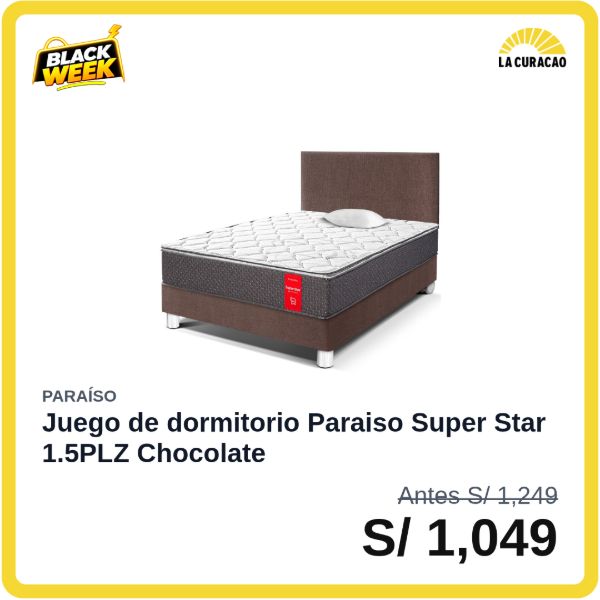 BLACK
WEEK
LA CURACAO
PARAÍSO
Juego de dormitorio Paraiso Super Star
1.5PLZ Chocolate
Antes S/ 1,249
S/ 1,049